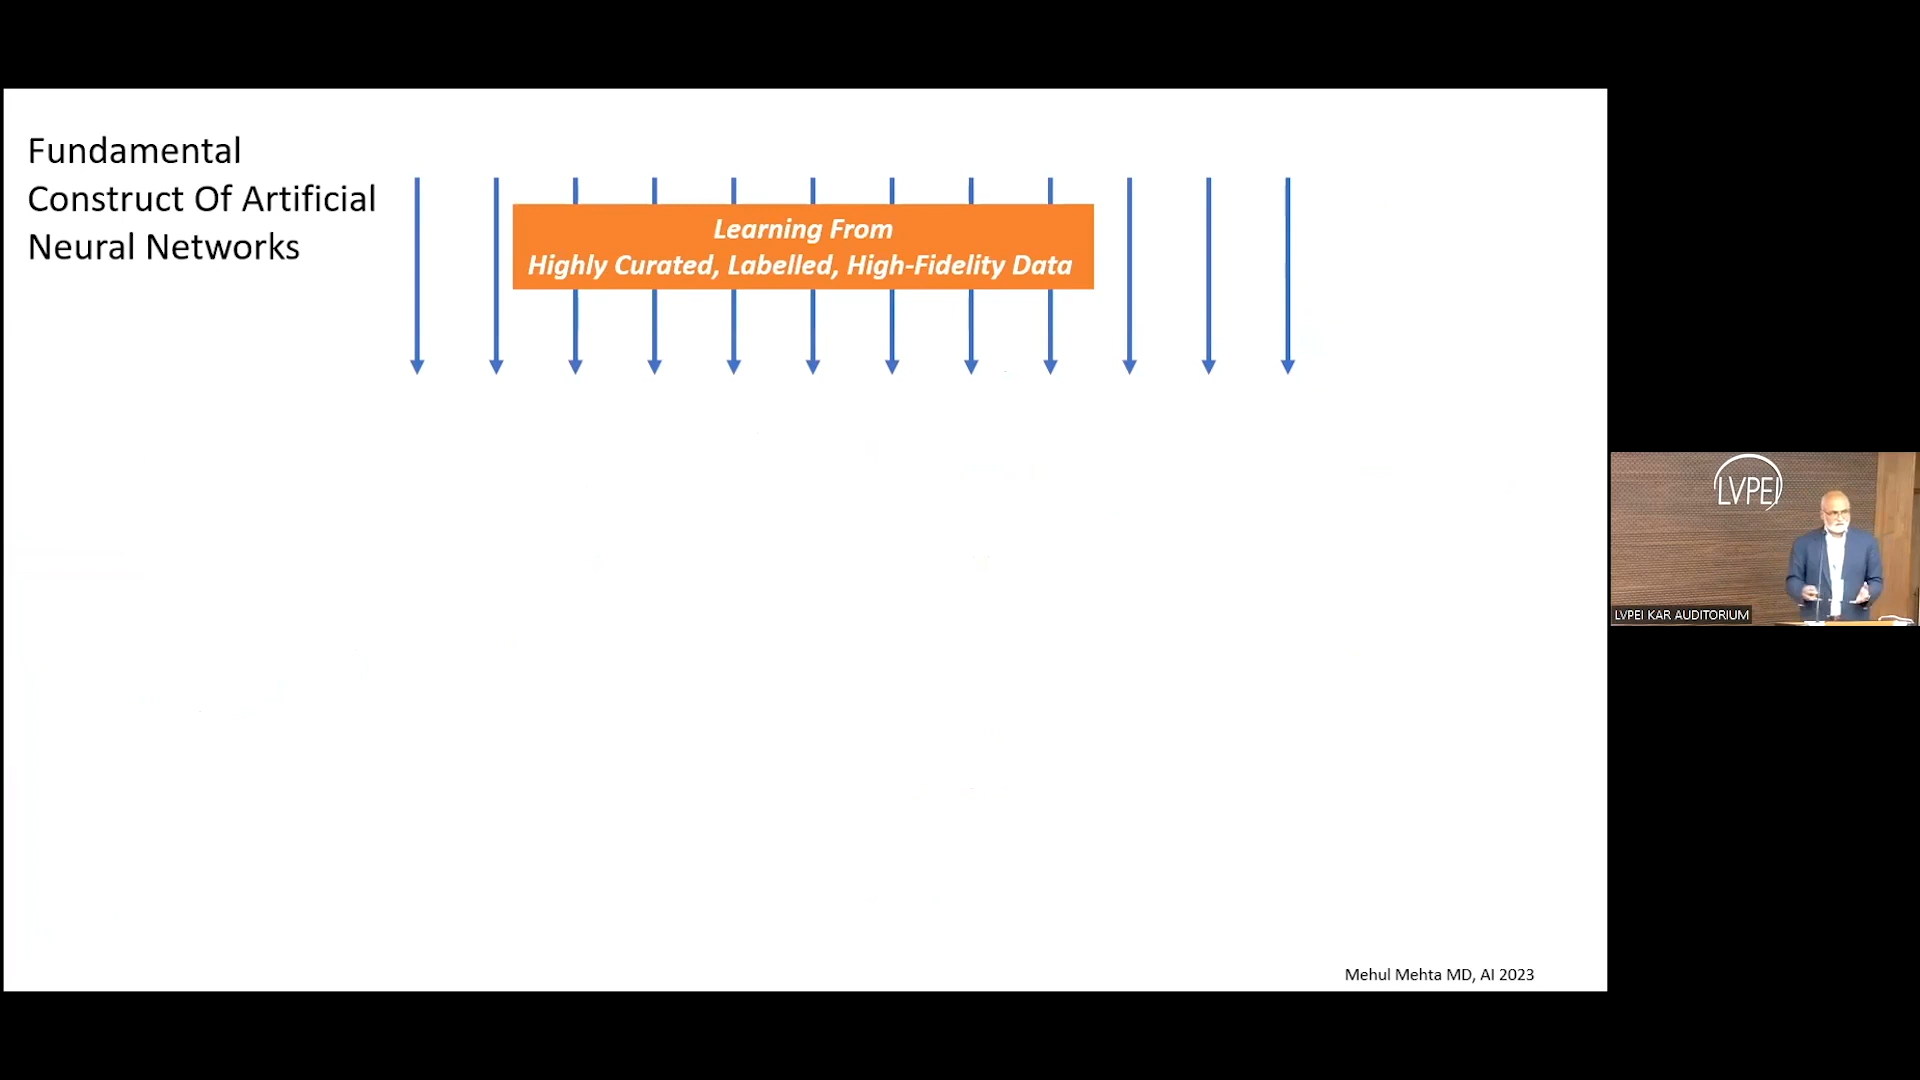 Fundamental
Construct Of Artificial
Neural Networks
Learning From
Highly Curated, Labelled, High-Fidelity Data
LVPEI
LVPEI KAR AUDITORIUM
Mehul Mehta MD, AI 2023